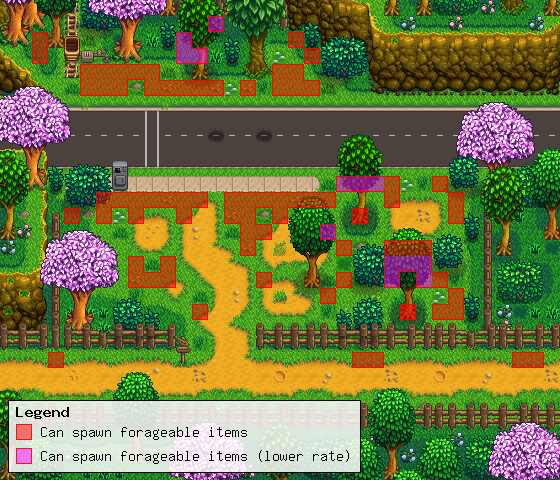 Legend
Can spawn forageable items
Can spawn forageable items (lower rate)